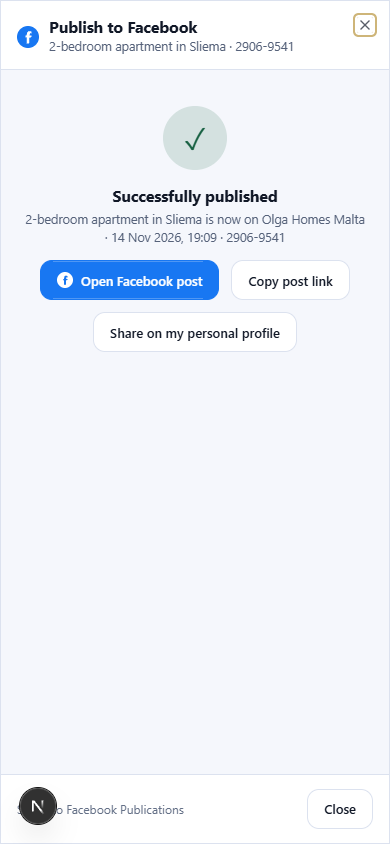 Publish to Facebook
2-bedroom apartment in Sliema · 2906-9541
Successfully published
2-bedroom apartment in Sliema is now on Olga Homes Malta
· 14 Nov 2026, 19:09 · 2906-9541
Open Facebook post
Copy post link
Share on my personal profile
N
Facebook Publications
Close